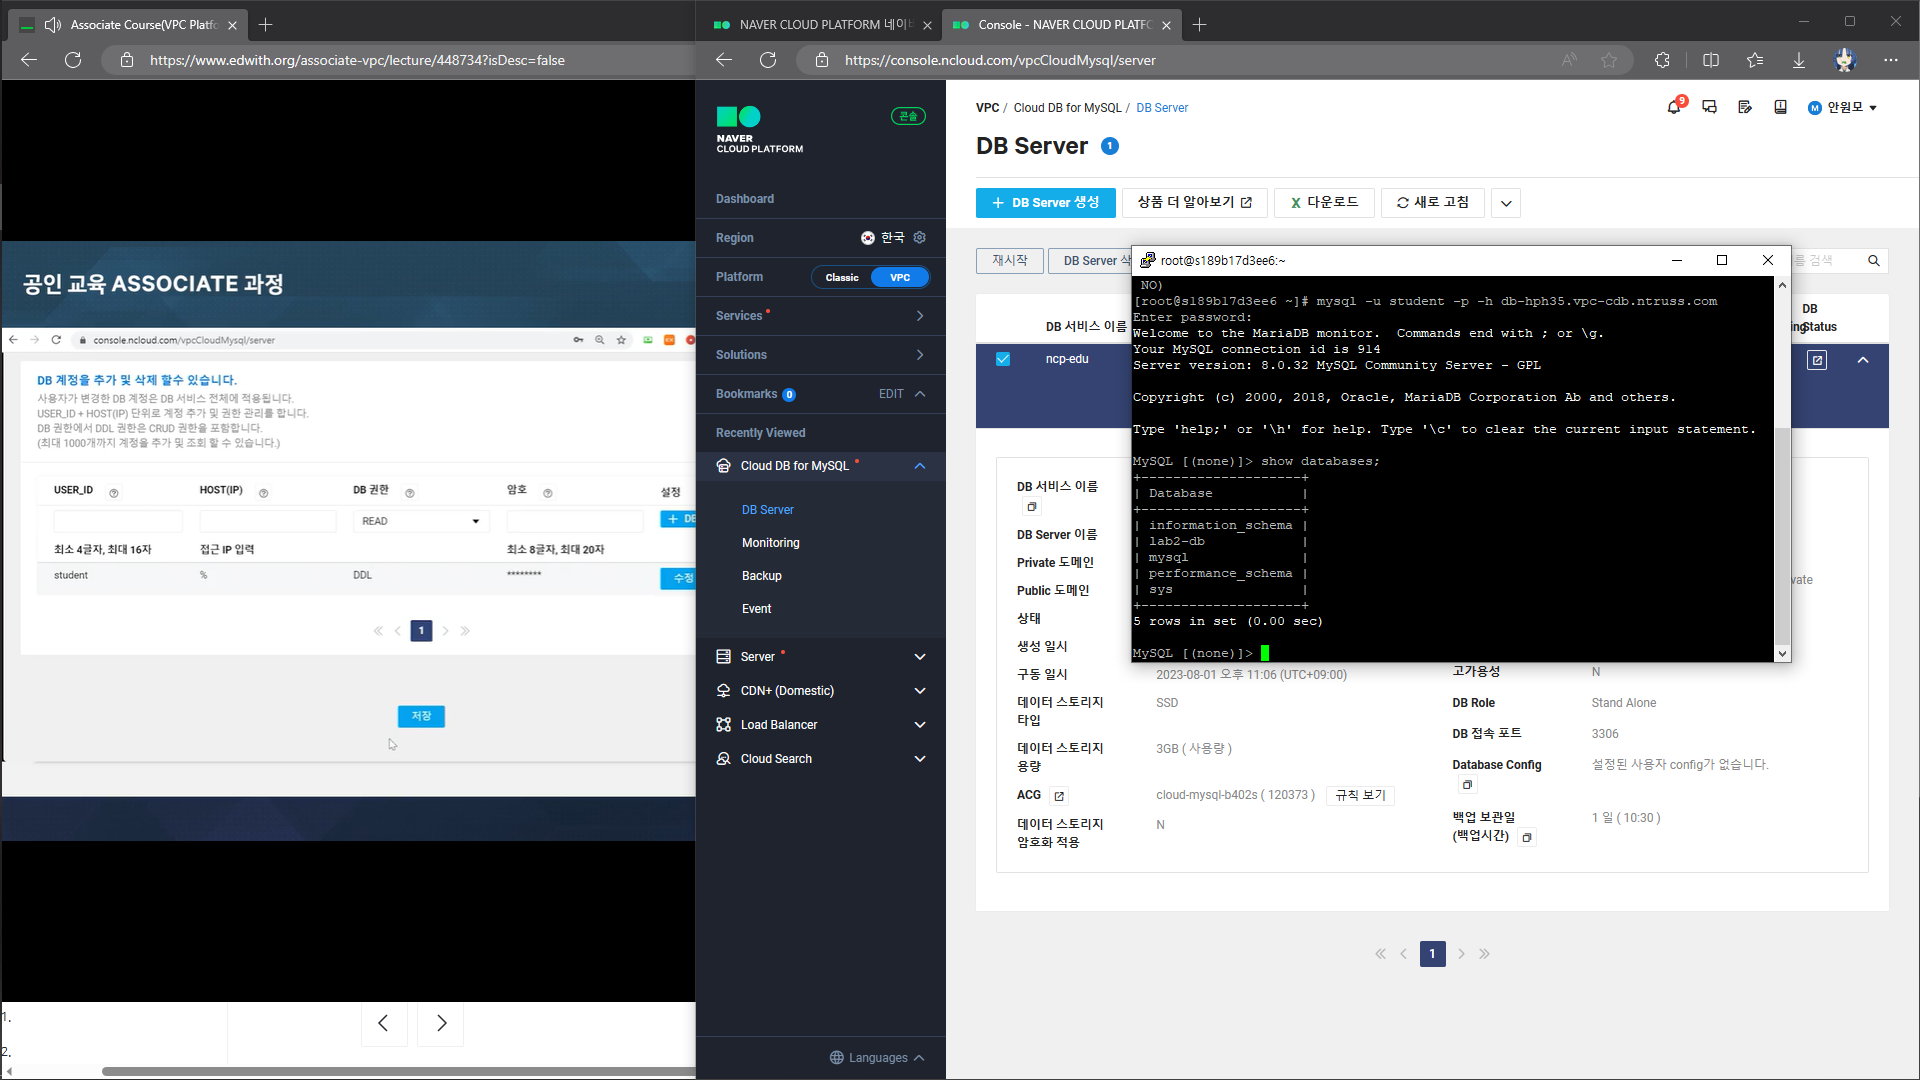 Associate Course(VPC Platfo
https://www.edwith.org/associate-vpc/lecture/448734?isDesc=false
공인 교육 ASSOCIATE 과정
console.ncloud.com/vpcCloudMysql/server
DB 계정을 추가 및 삭제 할수 있습니다.
사용자가 변경한 DB 계정은 DB 서비스 전체에 적용됩니다.
USER_ID + HOST(IP) 단위로 계정 추가 및 권한 관리를 합니다.
DB 권한에서 DDL 권한은 CRUD 권한을 포함합니다.
(최대 1000개까지 계정을 추가 및 조회 할 수 있습니다.)
USER_ID HOST(IP) DB 권한 암호 설정
READ + DB
최소 4글자, 최대 16자 접근 IP 입력 최소 8글자, 최대 20자
student % DDL ******** 수정
1
저장
1.
2.
NAVER CLOUD PLATFORM 네이버
Console - NAVER CLOUD PLATFO
https://console.ncloud.com/vpcCloudMysql/server
NAVER
CLOUD PLATFORM
콘솔
Dashboard
Region 한국
Platform Classic VPC
Services
Solutions
Bookmarks 0 EDIT
Recently Viewed
Cloud DB for MySQL
DB Server
Monitoring
Backup
Event
Server
CDN+ (Domestic)
Load Balancer
Cloud Search
Languages
VPC / Cloud DB for MySQL / DB Server
9
M 안원모
DB Server 1
+ DB Server 생성
상품 더 알아보기
X 다운로드
새로 고침
재시작
DB Server 삭
름 검색
DB 서비스 이름
ing
DB Status
ncp-edu
root@s189b17d3ee6:~
NO)
[root@s189b17d3ee6 ~]# mysql -u student -p -h db-hph35.vpc-cdb.ntruss.com
Enter password:
Welcome to the MariaDB monitor.  Commands end with ; or \g.
Your MySQL connection id is 914
Server version: 8.0.32 MySQL Community Server - GPL
Copyright (c) 2000, 2018, Oracle, MariaDB Corporation Ab and others.
Type 'help;' or '\h' for help. Type '\c' to clear the current input statement.
MySQL [(none)]> show databases;
+--------------------+
| Database           |
+--------------------+
| information_schema |
| lab2-db            |
| mysql              |
| performance_schema |
| sys                |
+--------------------+
5 rows in set (0.00 sec)
MySQL [(none)]>
DB 서비스 이름
DB Server 이름
Private 도메인
Public 도메인
vate
상태
생성 일시
구동 일시 2023-08-01 오후 11:06 (UTC+09:00)
데이터 스토리지
타입
SSD
데이터 스토리지
용량
3GB ( 사용량 )
ACG cloud-mysql-b402s ( 120373 ) 규칙 보기
데이터 스토리지
암호화 적용
N
고가용성 N
DB Role Stand Alone
DB 접속 포트 3306
Database Config 설정된 사용자 config가 없습니다.
백업 보관일
(백업시간)
1 일 ( 10:30 )
1